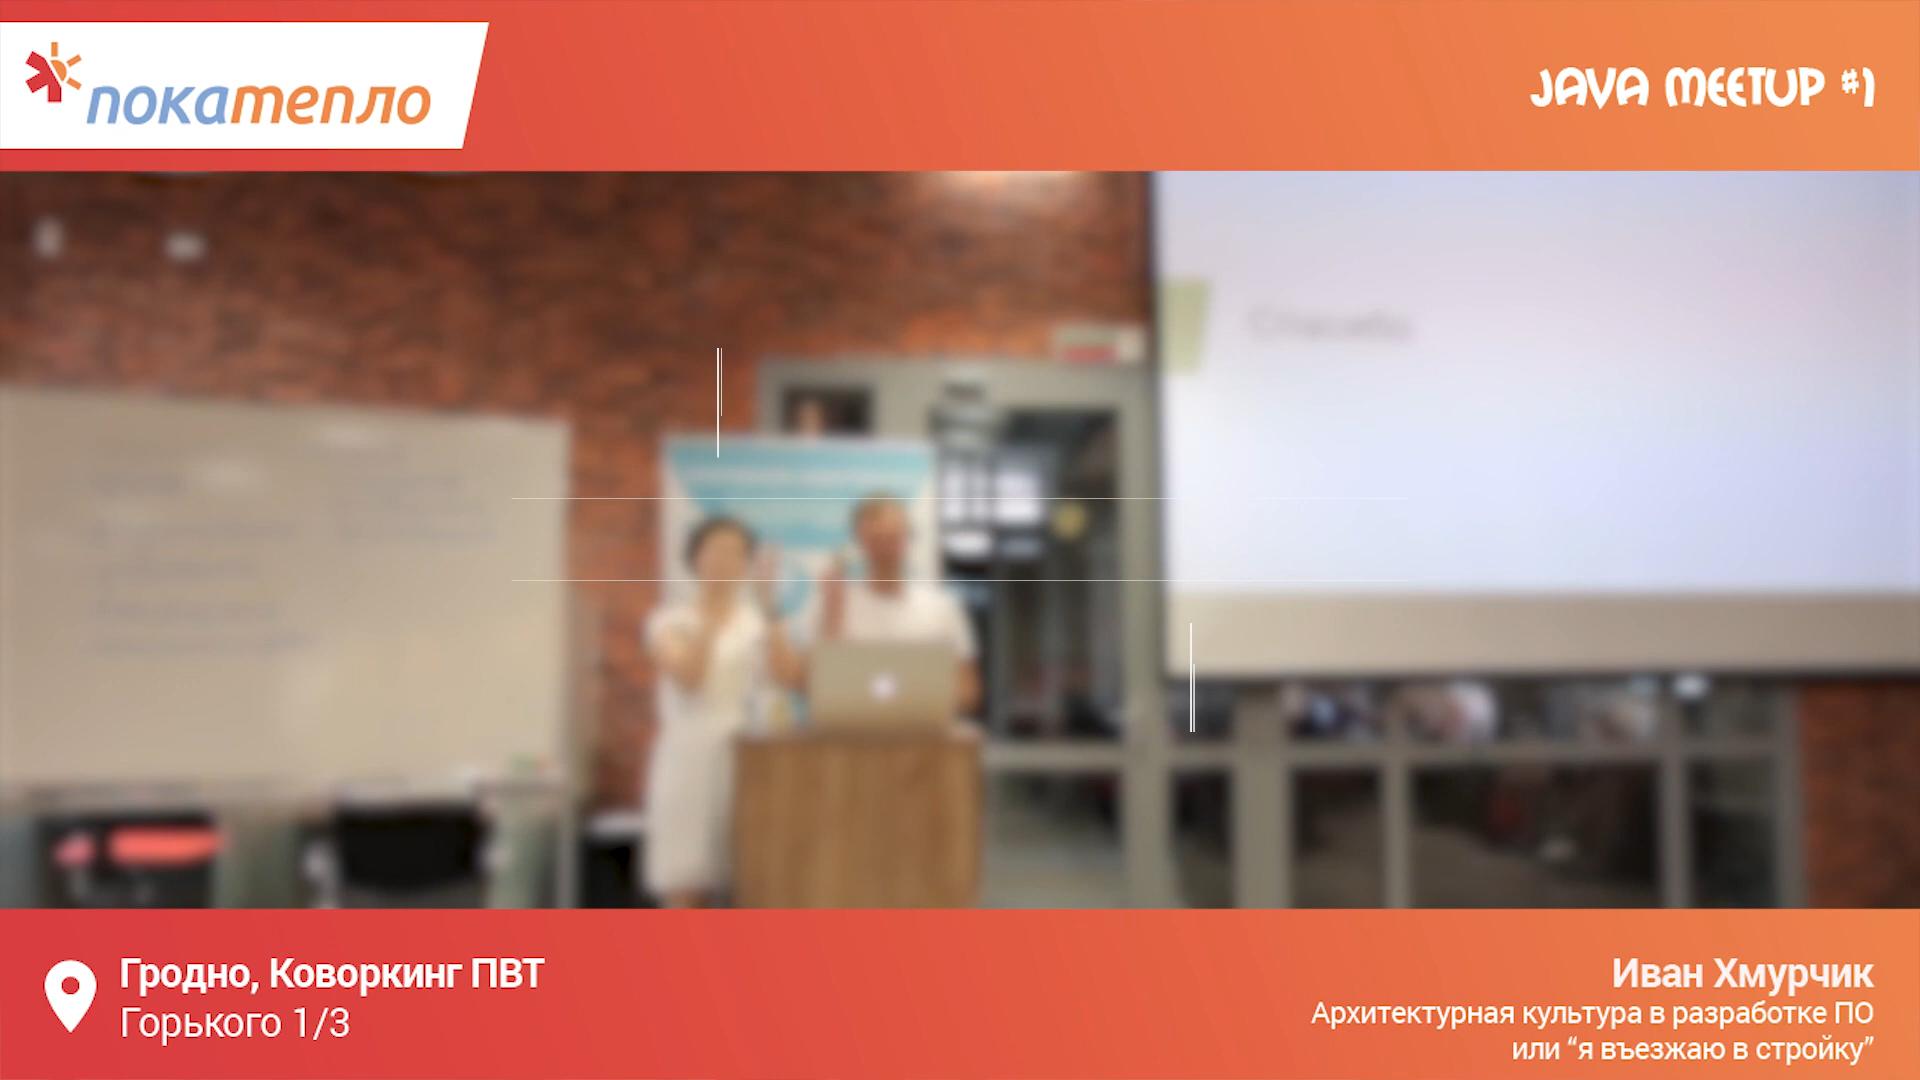 покатепло
JAVA MEETUP #1
Гродно, Коворкинг ПВТ
Горького 1/3
Иван Хмурчик
Архитектурная культура в разработке ПО
или “я въезжаю в стройку”